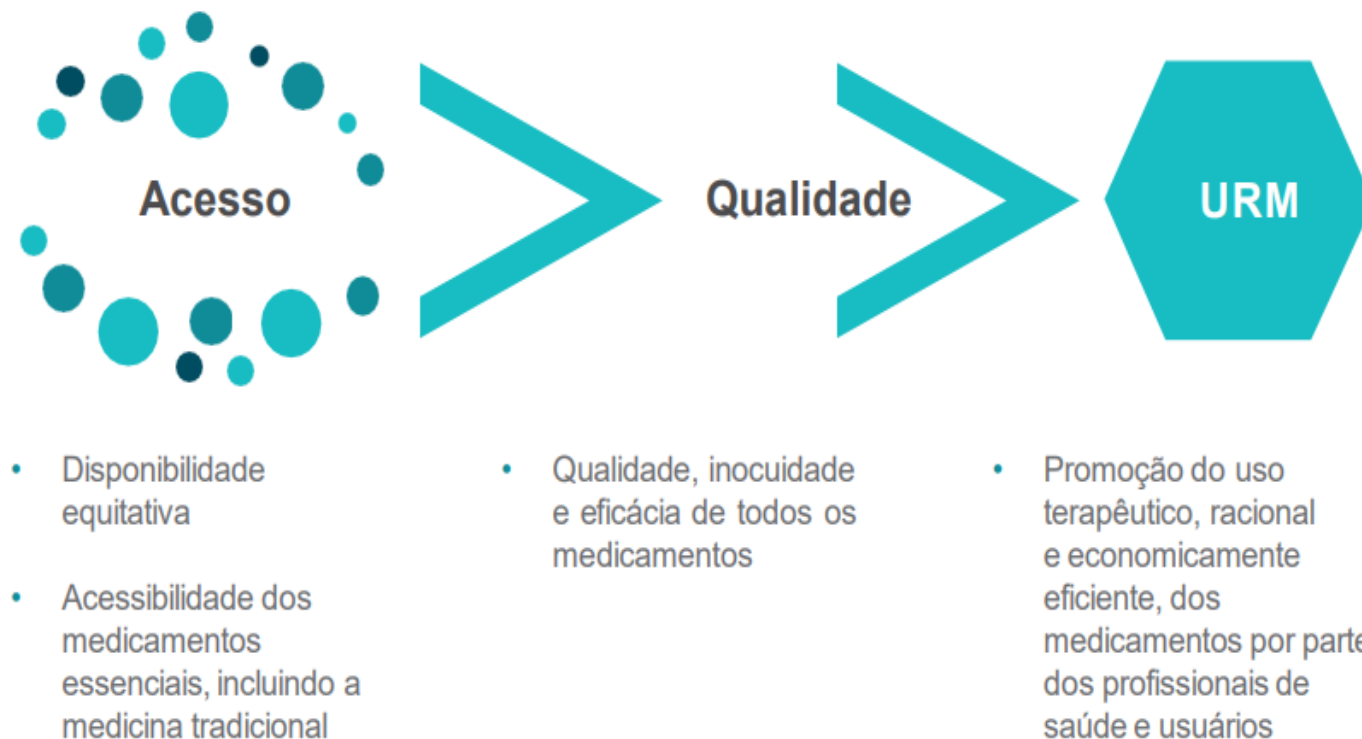 Acesso
Qualidade
URM
• Disponibilidade
equitativa
• Acessibilidade dos
medicamentos
essenciais, incluindo a
medicina tradicional
• Qualidade, inocuidade
e eficácia de todos os
medicamentos
• Promoção do uso
terapêutico, racional
e economicamente
eficiente, dos
medicamentos por parte
dos profissionais de
saúde e usuários